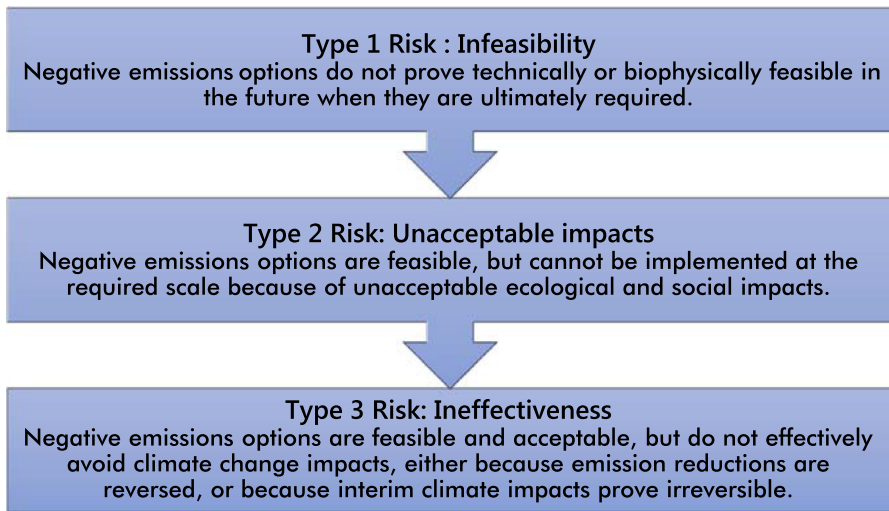 Type 1 Risk : Infeasibility
Negative emissions options do not prove technically or biophysically feasible in
the future when they are ultimately required.
Type 2 Risk: Unacceptable impacts
Negative emissions options are feasible, but cannot be implemented at the
required scale because of unacceptable ecological and social impacts.
Type 3 Risk: Ineffectiveness
Negative emissions options are feasible and acceptable, but do not effectively
avoid climate change impacts, either because emission reductions are
reversed, or because interim climate impacts prove irreversible.